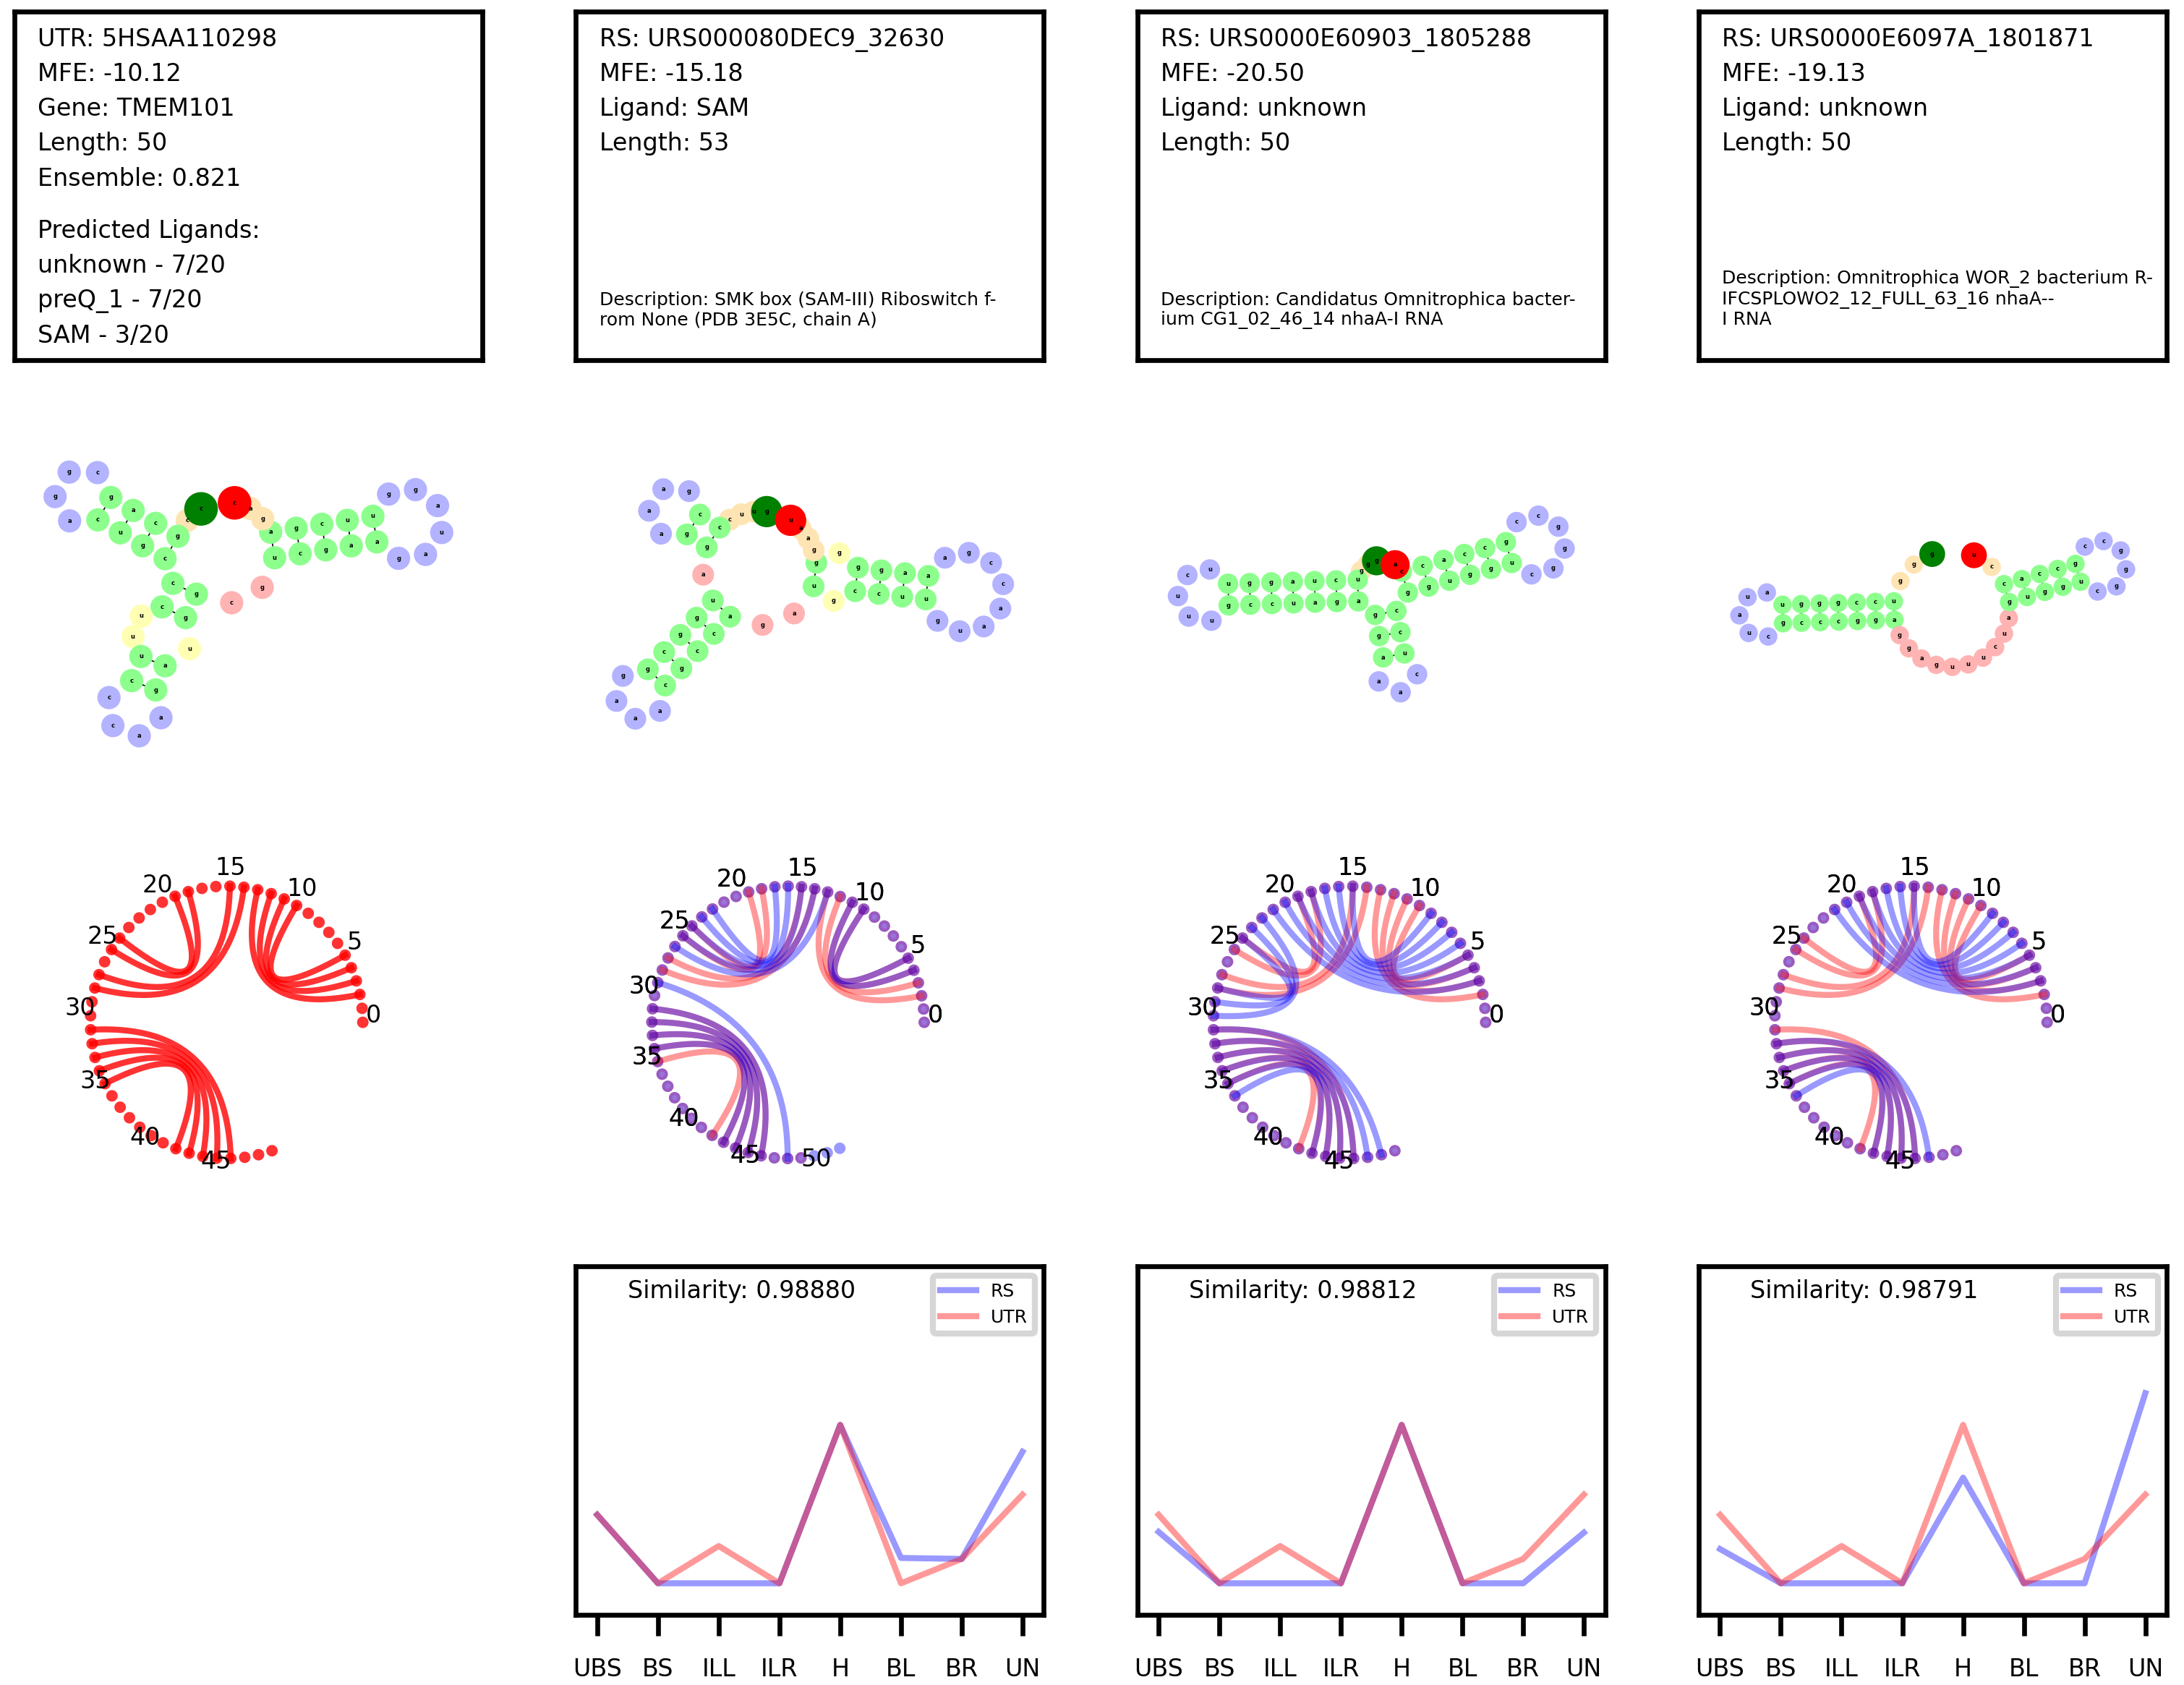 UTR: 5HSAA110298
MFE: -10.12
Gene: TMEM101
Length: 50
Ensemble: 0.821
Predicted Ligands:
unknown - 7/20
preQ_1 - 7/20
SAM - 3/20
RS: URS000080DEC9_32630
MFE: -15.18
Ligand: SAM
Length: 53
Description: SMK box (SAM-III) Riboswitch f-
rom None (PDB 3E5C, chain A)
RS: URS0000E60903_1805288
MFE: -20.50
Ligand: unknown
Length: 50
Description: Candidatus Omnitrophica bacter-
ium CG1_02_46_14 nhaA-I RNA
RS: URS0000E6097A_1801871
MFE: -19.13
Ligand: unknown
Length: 50
Description: Omnitrophica WOR_2 bacterium R-
IFCSPLOWO2_12_FULL_63_16 nhaA--
I RNA
0 5 10 15 20 25 30 35 40 45
0 5 10 15 20 25 30 35 40 45 50
0 5 10 15 20 25 30 35 40 45
0 5 10 15 20 25 30 35 40 45
Similarity: 0.98880
RS
UTR
UBS BS ILL ILR H BL BR UN
Similarity: 0.98812
RS
UTR
UBS BS ILL ILR H BL BR UN
Similarity: 0.98791
RS
UTR
UBS BS ILL ILR H BL BR UN